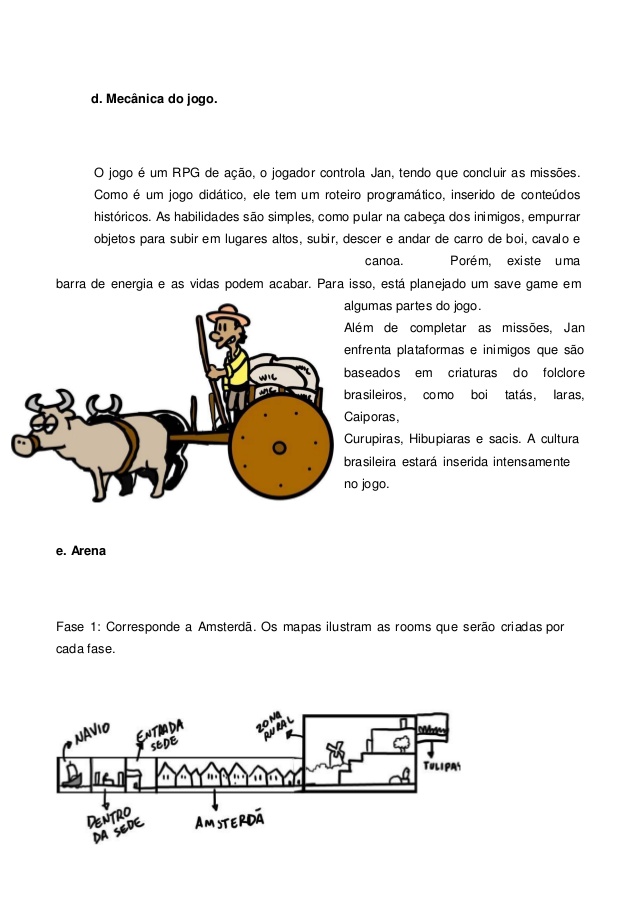 d. Mecânica do jogo.
O jogo é um RPG de ação, o jogador controla Jan, tendo que concluir as missões.
Como é um jogo didático, ele tem um roteiro programático, inserido de conteúdos
históricos. As habilidades são simples, como pular na cabeça dos inimigos, empurrar
objetos para subir em lugares altos, subir, descer e andar de carro de boi, cavalo e
canoa. Porém, existe uma
barra de energia e as vidas podem acabar. Para isso, está planejado um save game em
algumas partes do jogo.
Além de completar as missões, Jan
enfrenta plataformas e inimigos que são
baseados em criaturas do folclore
brasileiros, como boi tatás, Iaras,
Caiporas,
Curupiras, Hibupiaras e sacis. A cultura
brasileira estará inserida intensamente
no jogo.
WIC
WIC
WIC
e. Arena
Fase 1: Corresponde a Amsterdã. Os mapas ilustram as rooms que serão criadas por
cada fase.
NAVIO
ENTRADA
SEDE
ZONA
RURAL
TULIPAS
DENTRO
DA SEDE
AMSTERDÃ